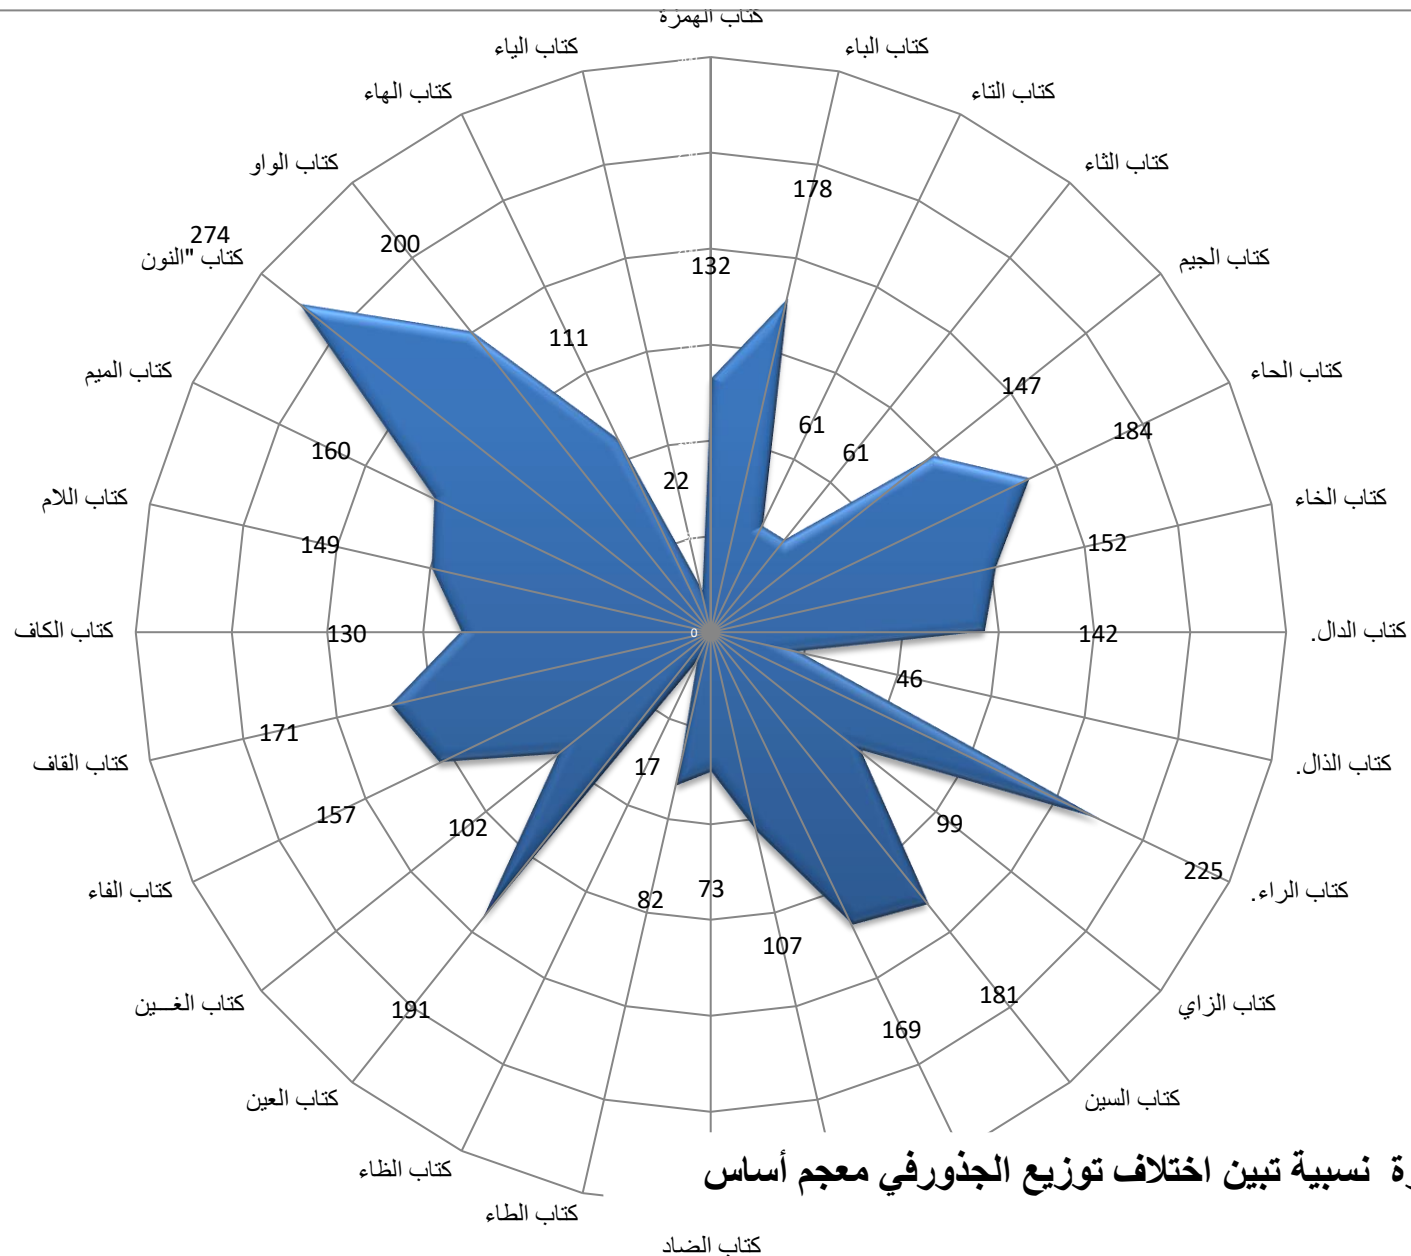 كتاب الهمزة
كتاب الباء
كتاب التاء
كتاب الثاء
كتاب الجيم
كتاب الحاء
كتاب الخاء
كتاب الدال.
كتاب الذال.
كتاب الراء.
كتاب الزاي
كتاب السين
كتاب الضاد
كتاب الطاء
كتاب الظاء
كتاب العين
كتاب الغـــين
كتاب الفاء
كتاب القاف
كتاب الكاف
كتاب اللام
كتاب الميم
كتاب "النون
كتاب الواو
كتاب الهاء
كتاب الياء
132
178
61
61
147
184
152
142
46
225
99
181
169
107
73
82
17
191
102
157
171
130
149
160
274
200
111
22
0
نسبية تبين اختلاف توزيع الجذورفي معجم أساس